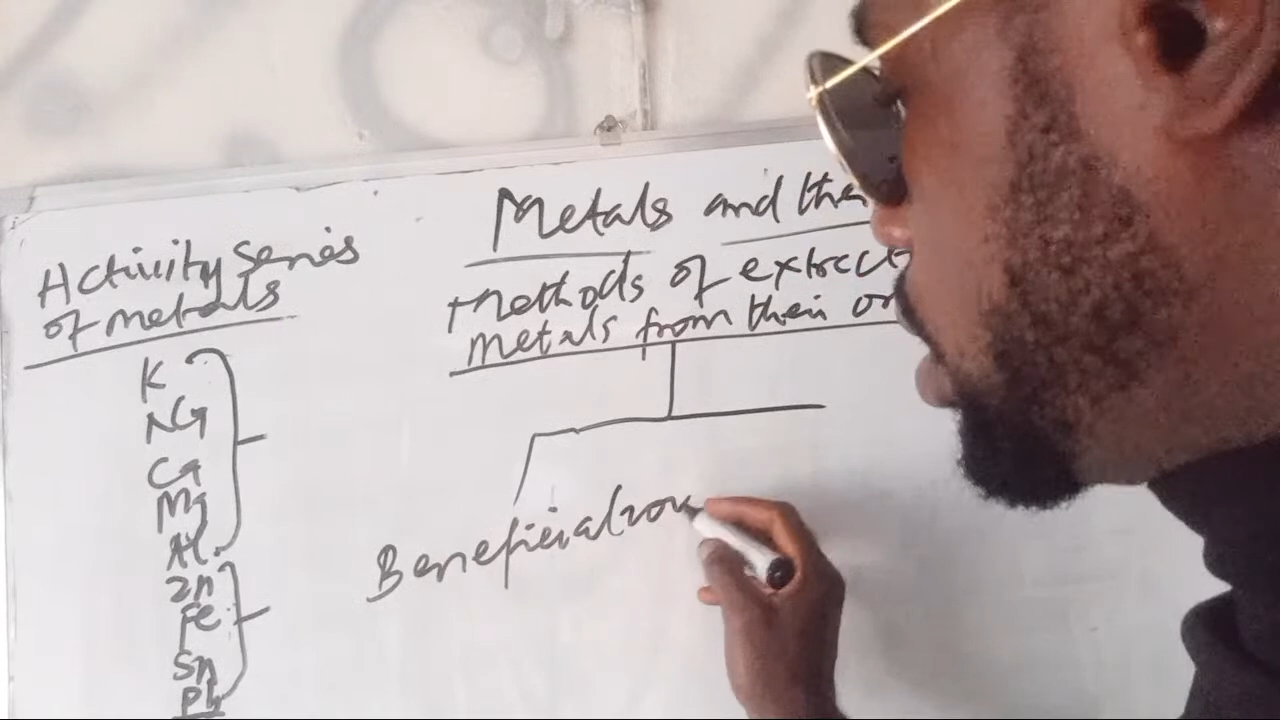 Activity Series
of metals
K
Na
Ca
Mg
Al
Zn
Fe
Sn
Pb
Metals and thei
Methods of extract
metals from their or
Beneficiation